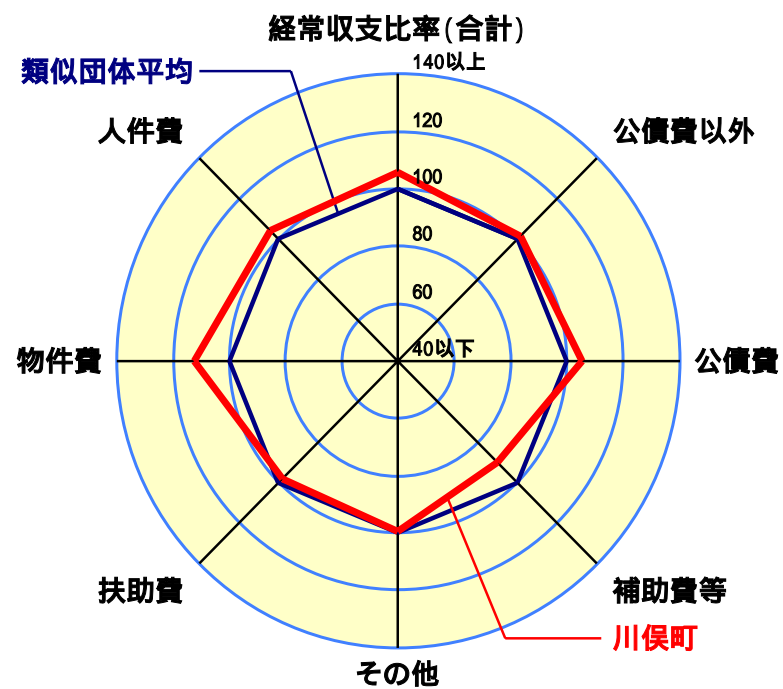 経常収支比率(合計)
140以上
類似団体平均
120
人件費
公債費以外
100
80
60
40以下
物件費
公債費
扶助費
補助費等
川俣町
その他